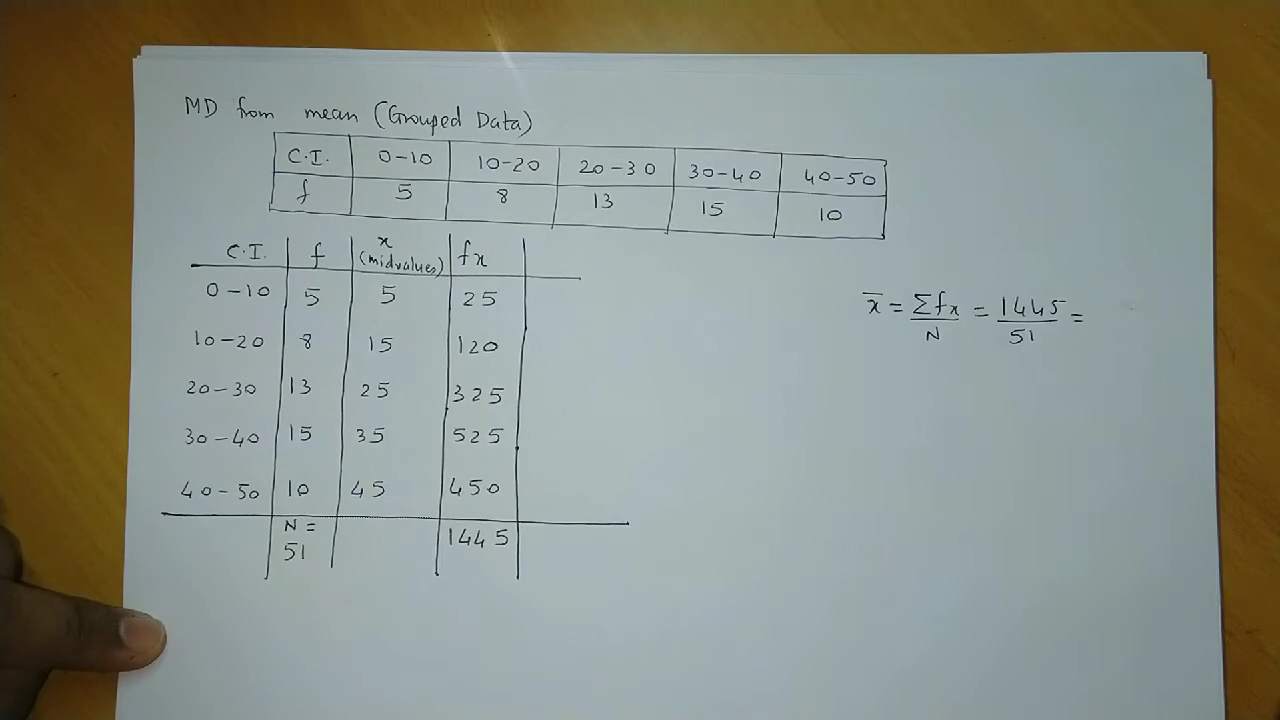 MD from mean (Grouped Data)
C.I. 0-10 10-20 20-30 30-40 40-50
f 5 8 13 15 10
C.I. f x (midvalues) fx
0-10 5 5 25
10-20 8 15 120
20-30 13 25 325
30-40 15 35 525
40-50 10 45 450
N = 51 1445
x̄ = Σfx/N = 1445/51 =